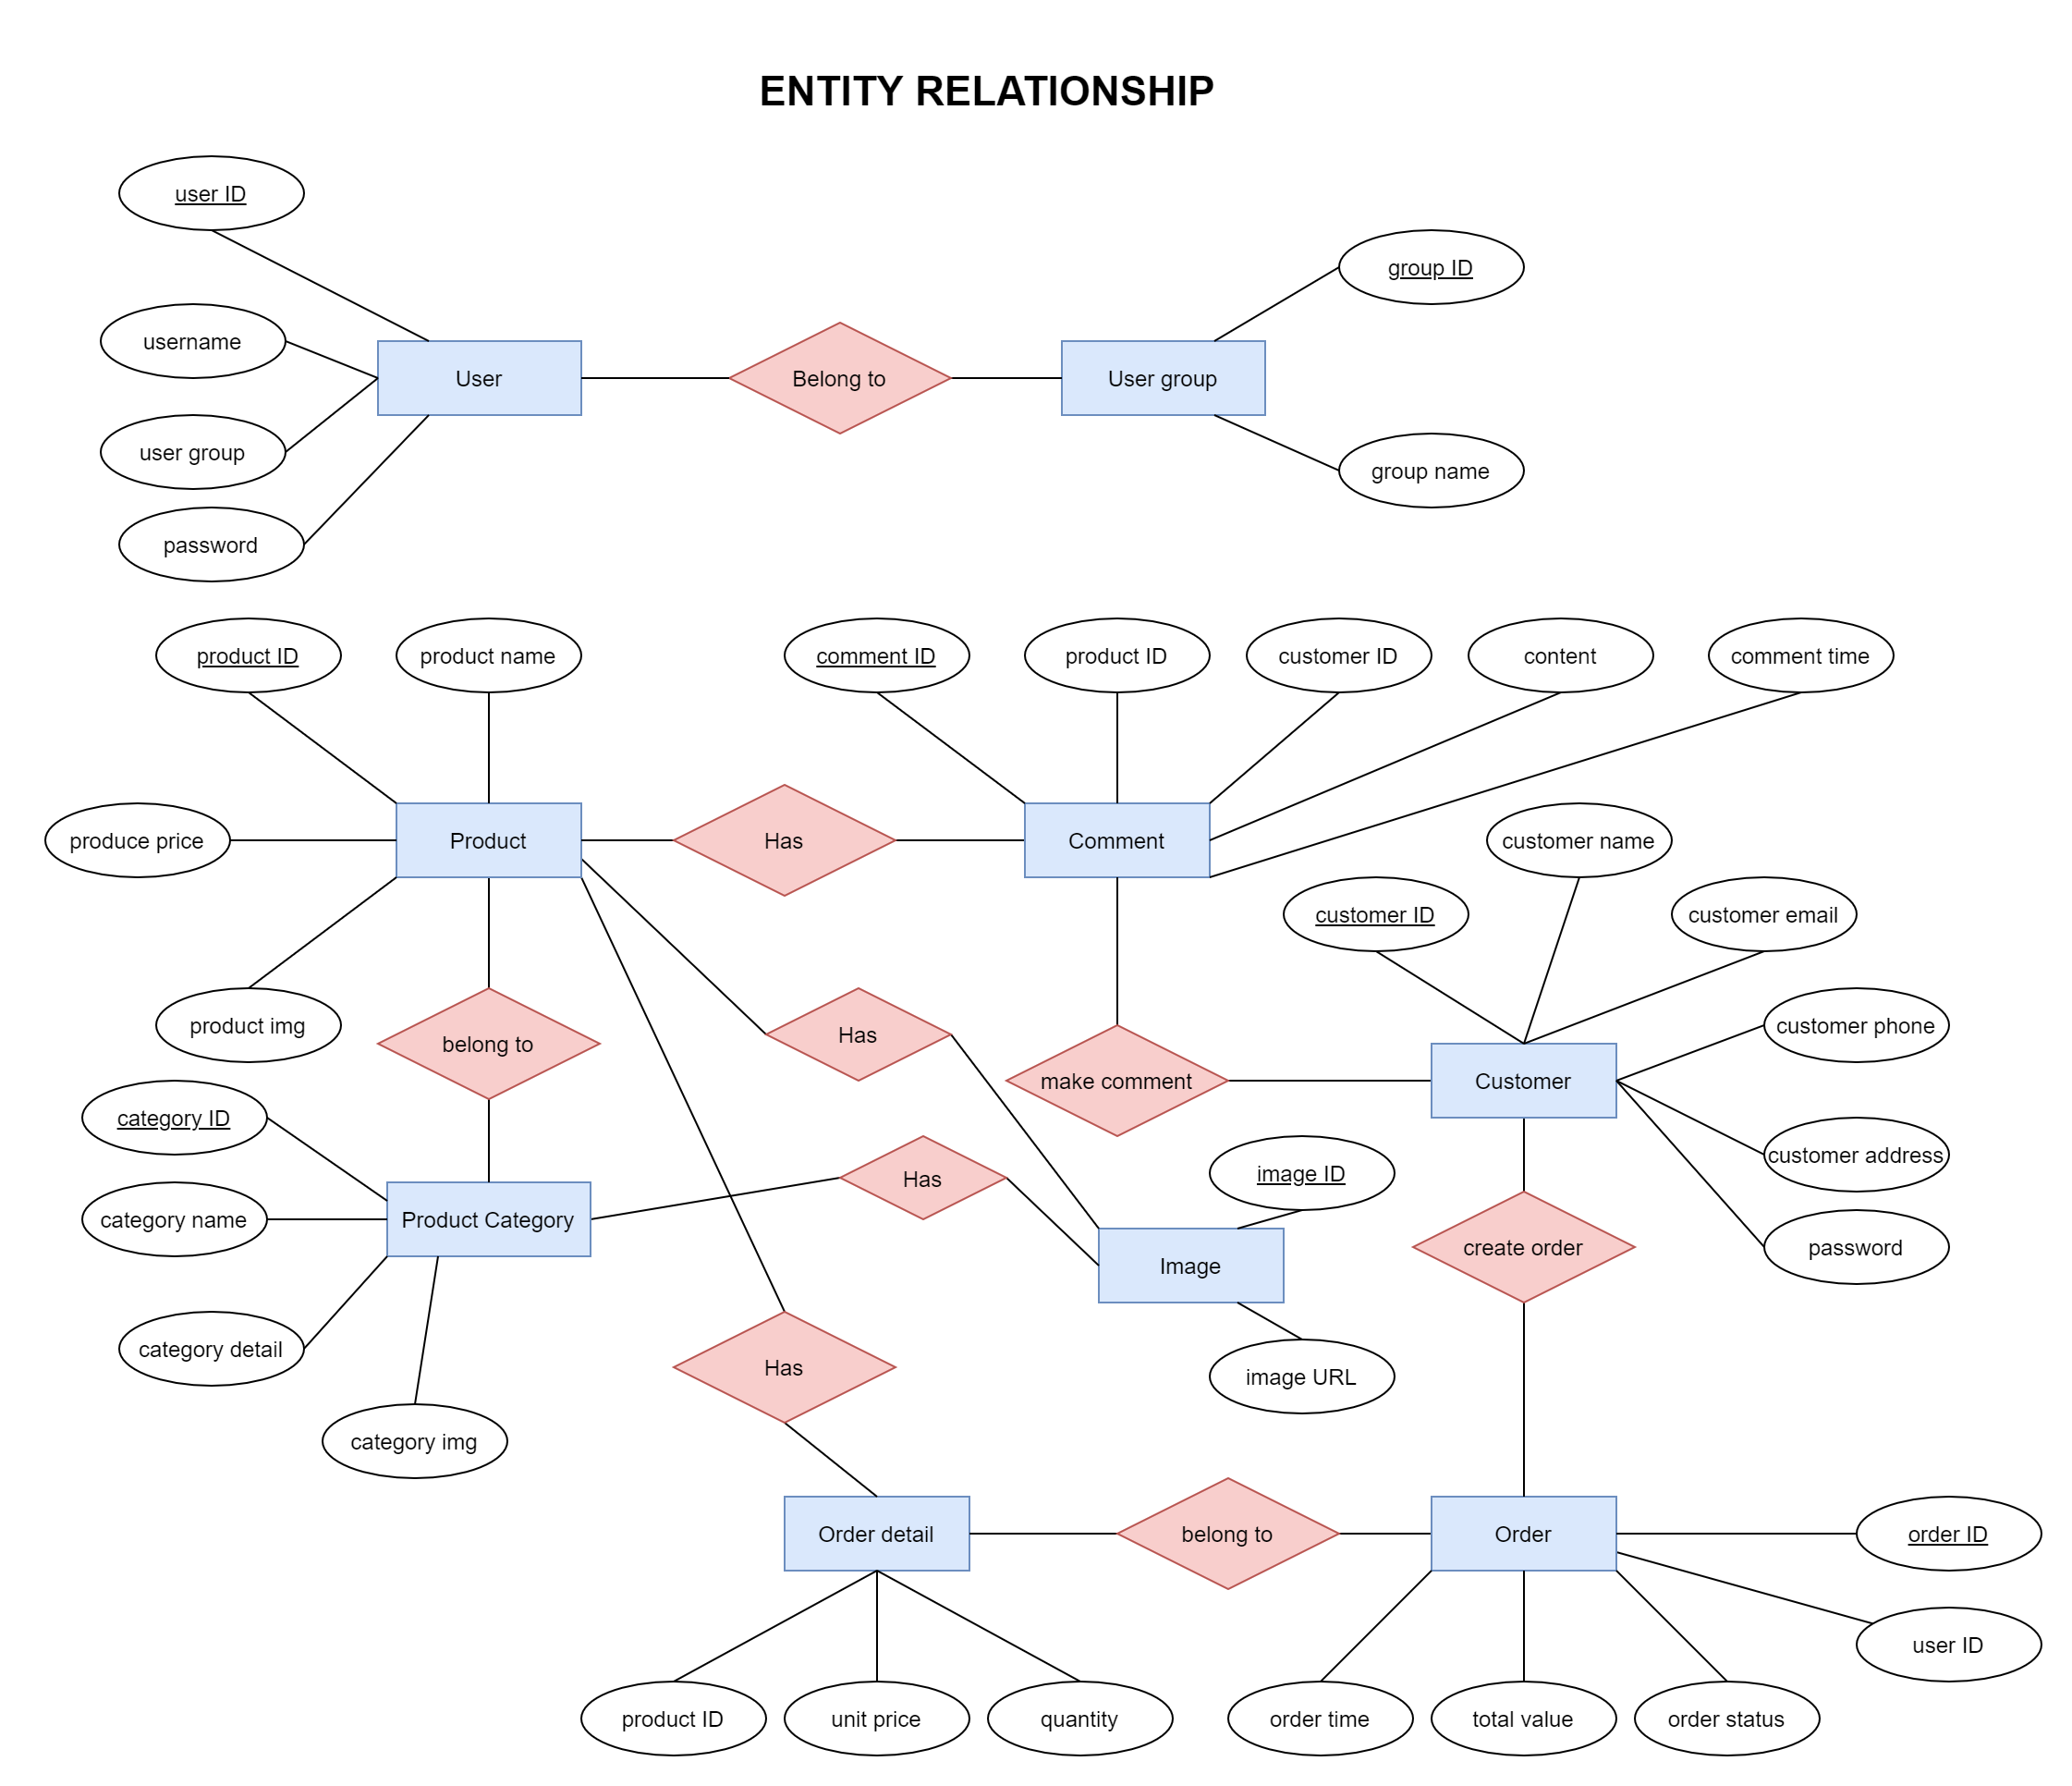 ENTITY RELATIONSHIP
user ID
group ID
username
User
Belong to
User group
user group
group name
password
product ID
product name
comment ID
product ID
customer ID
content
comment time
produce price
Product
Has
Comment
customer name
customer ID
customer email
product img
belong to
Has
make comment
Customer
customer phone
category ID
customer address
category name
Product Category
Has
image ID
Image
create order
password
category detail
Has
image URL
category img
Order detail
belong to
Order
order ID
user ID
product ID
unit price
quantity
order time
total value
order status